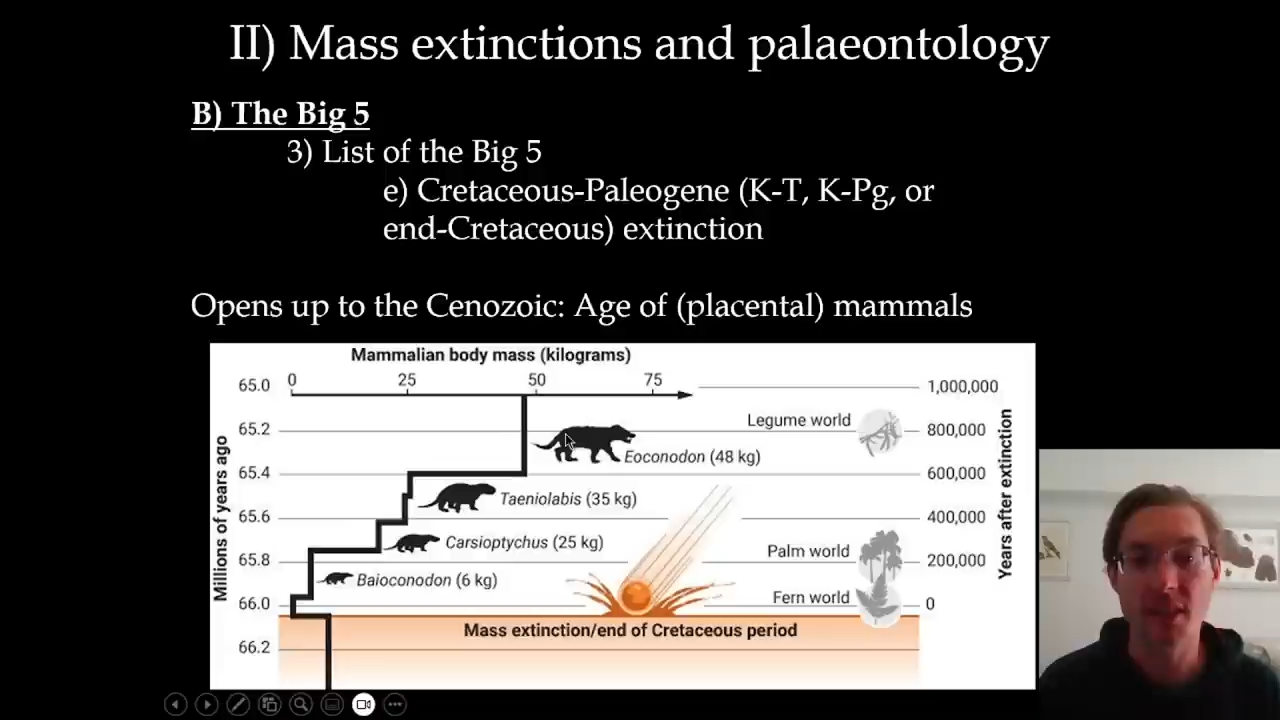 II) Mass extinctions and palaeontology
B) The Big 5
3) List of the Big 5
e) Cretaceous-Paleogene (K-T, K-Pg, or
end-Cretaceous) extinction
Opens up to the Cenozoic: Age of (placental) mammals
Mammalian body mass (kilograms)
0 25 50 75
Millions of years ago
65.0
65.2
65.4
65.6
65.8
66.0
66.2
Eoconodon (48 kg)
Taeniolabis (35 kg)
Carsioptychus (25 kg)
Baioconodon (6 kg)
Legume world
Palm world
Fern world
1,000,000
800,000
600,000
400,000
200,000
0
Years after extinction
Mass extinction/end of Cretaceous period